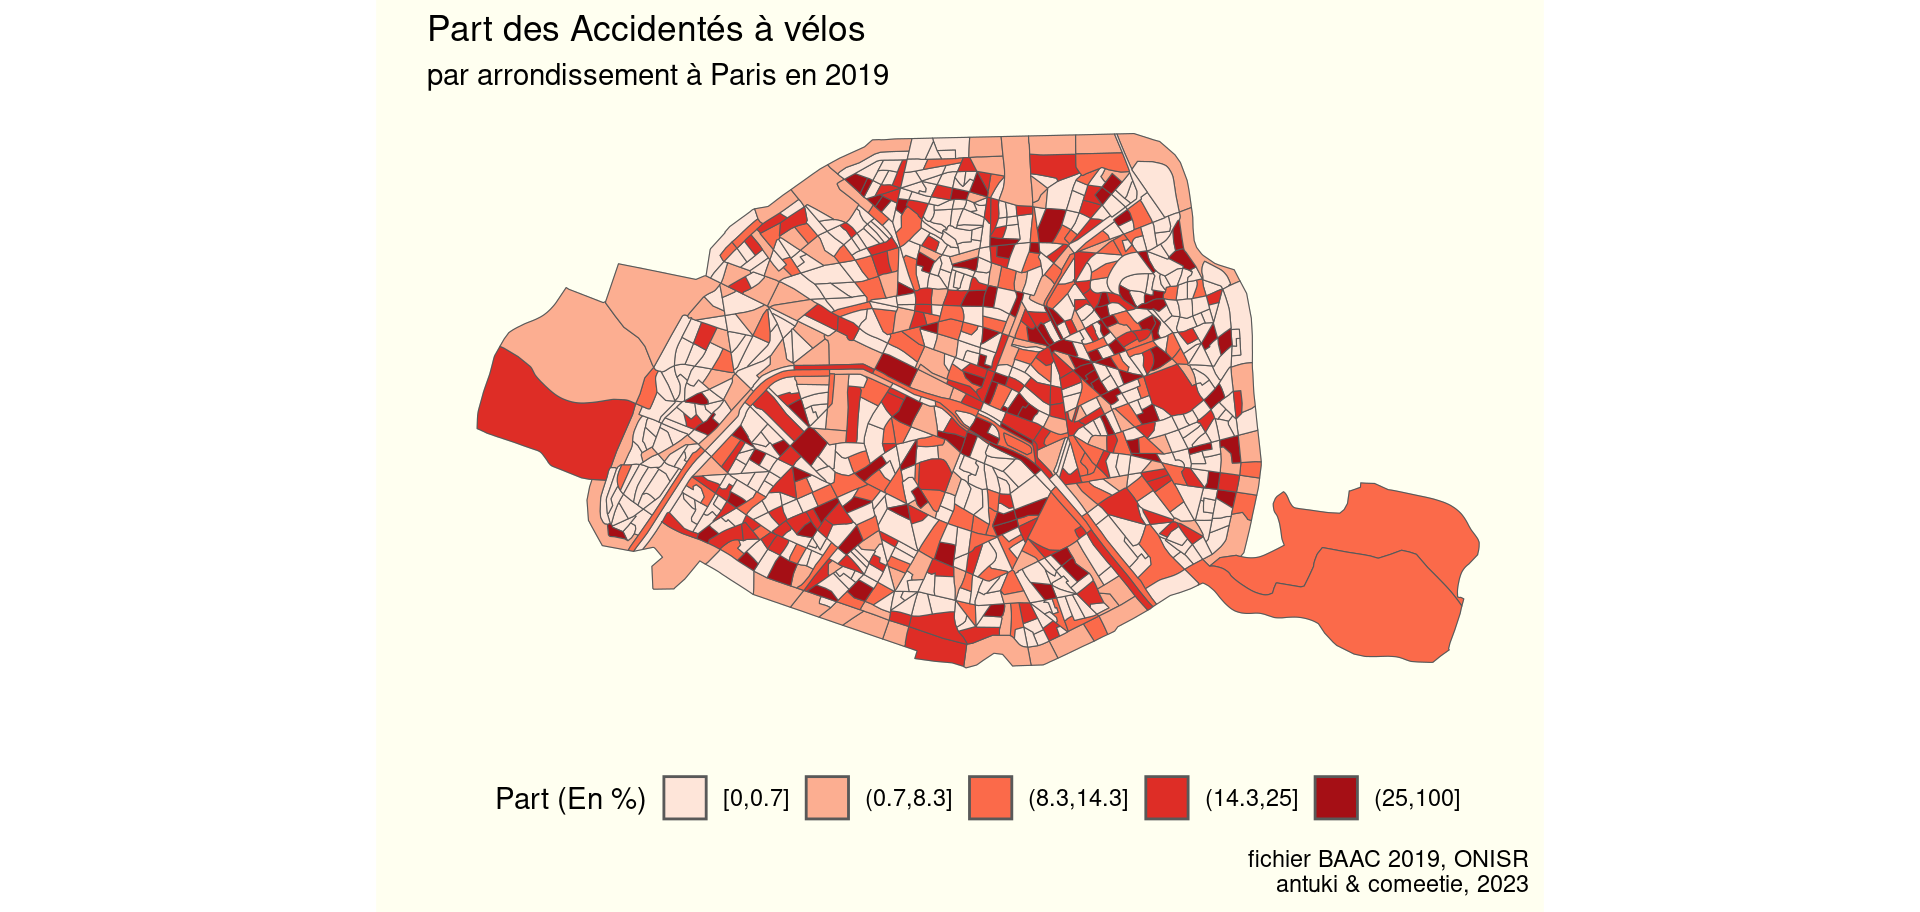 Part des Accidentés à vélos
par arrondissement à Paris en 2019
Part (En %) [0,0.7] (0.7,8.3] (8.3,14.3] (14.3,25] (25,100]
fichier BAAC 2019, ONISR
antuki & comeetie, 2023